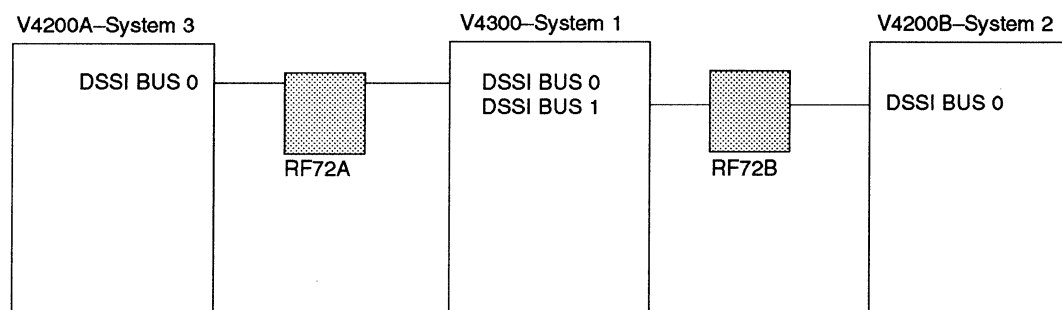 V4200A–System 3
V4300–System 1
V4200B–System 2
DSSI BUS 0
DSSI BUS 0
DSSI BUS 1
DSSI BUS 0
RF72A
RF72B